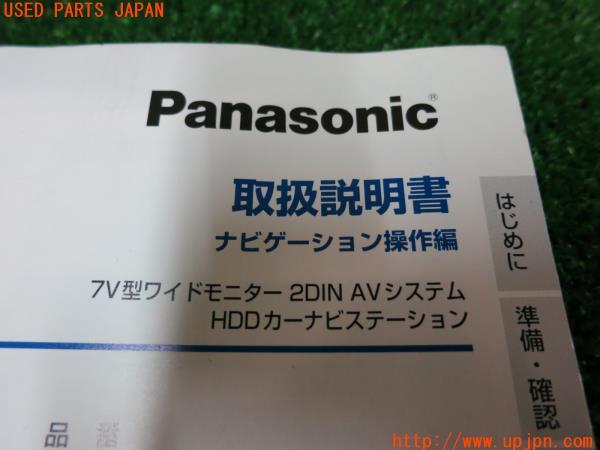 USED PARTS JAPAN
Panasonic®
取扱説明書
ナビゲーション操作編
7V型ワイドモニター 2DIN AVシステム
HDDカーナビステーション
はじめに
準備・確認
品
http://www.upjpn.com/